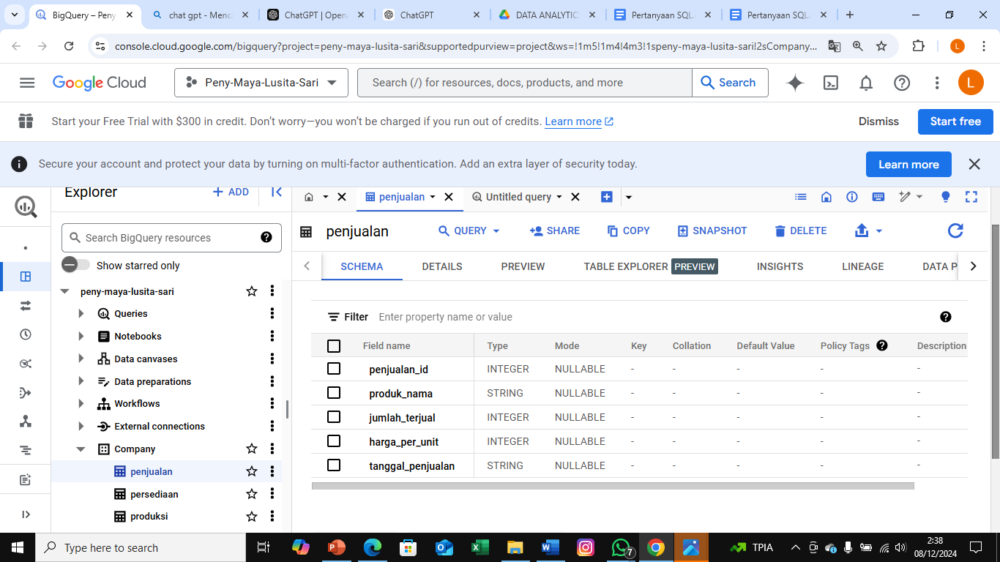 BigQuery – Peny
chat gpt - Menc
ChatGPT | Open
ChatGPT
DATA ANALYTIC
Pertanyaan SQL
Pertanyaan SQL
console.cloud.google.com/bigquery?project=peny-maya-lusita-sari&supportedpurview=project&ws=!1m5!1m4!4m3!1speny-maya-lusita-sari!2sCompany...
L
Google Cloud
Peny-Maya-Lusita-Sari
Search (/) for resources, docs, products, and more
Search
L
Start your Free Trial with $300 in credit. Don’t worry—you won’t be charged if you run out of credits. Learn more
Dismiss
Start free
Secure your account and protect your data by turning on multi-factor authentication. Add an extra layer of security today.
Learn more
Explorer
+ ADD
penjualan
Untitled query
Search BigQuery resources
Show starred only
peny-maya-lusita-sari
Queries
Notebooks
Data canvases
Data preparations
Workflows
External connections
Company
penjualan
persediaan
produksi
penjualan
QUERY
SHARE
COPY
SNAPSHOT
DELETE
SCHEMA DETAILS PREVIEW TABLE EXPLORER PREVIEW INSIGHTS LINEAGE DATA P
Filter Enter property name or value
Field name Type Mode Key Collation Default Value Policy Tags Description
penjualan_id INTEGER NULLABLE - - - - -
produk_nama STRING NULLABLE - - - - -
jumlah_terjual INTEGER NULLABLE - - - - -
harga_per_unit INTEGER NULLABLE - - - - -
tanggal_penjualan STRING NULLABLE - - - - -
Type here to search
7
TPIA
2:38
08/12/2024